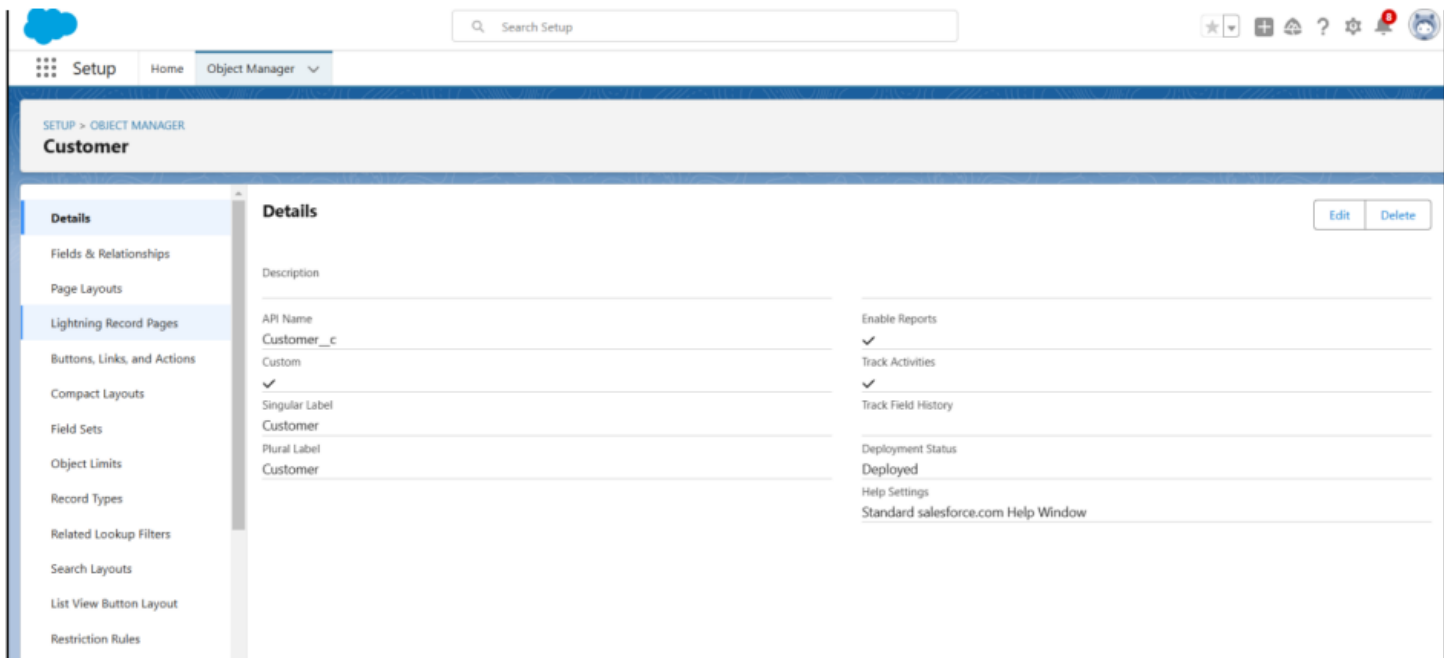 Search Setup
8
Setup
Home
Object Manager
SETUP > OBJECT MANAGER
Customer
Details
Fields & Relationships
Page Layouts
Lightning Record Pages
Buttons, Links, and Actions
Compact Layouts
Field Sets
Object Limits
Record Types
Related Lookup Filters
Search Layouts
List View Button Layout
Restriction Rules
Details
Edit
Delete
Description
API Name
Customer__c
Custom
Singular Label
Customer
Plural Label
Customer
Enable Reports
Track Activities
Track Field History
Deployment Status
Deployed
Help Settings
Standard salesforce.com Help Window